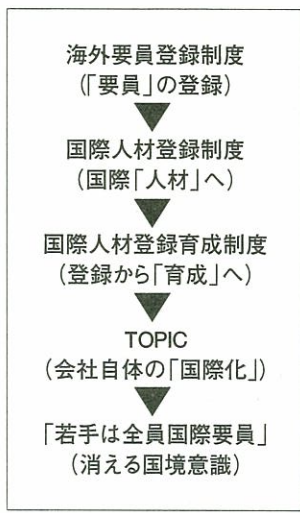 海外要員登録制度
(「要員」の登録)
▼
国際人材登録制度
(国際「人材」へ)
▼
国際人材登録育成制度
(登録から「育成」へ)
▼
TOPIC
(会社自体の「国際化」)
▼
「若手は全員国際要員」
(消える国境意識)